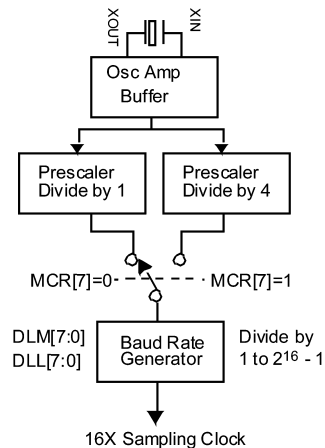 XOUT
XIN
Osc Amp
Buffer
Prescaler
Divide by 1
Prescaler
Divide by 4
MCR[7]=0
MCR[7]=1
DLM[7:0]
DLL[7:0]
Baud Rate
Generator
Divide by
1 to 2¹⁶ - 1
16X Sampling Clock